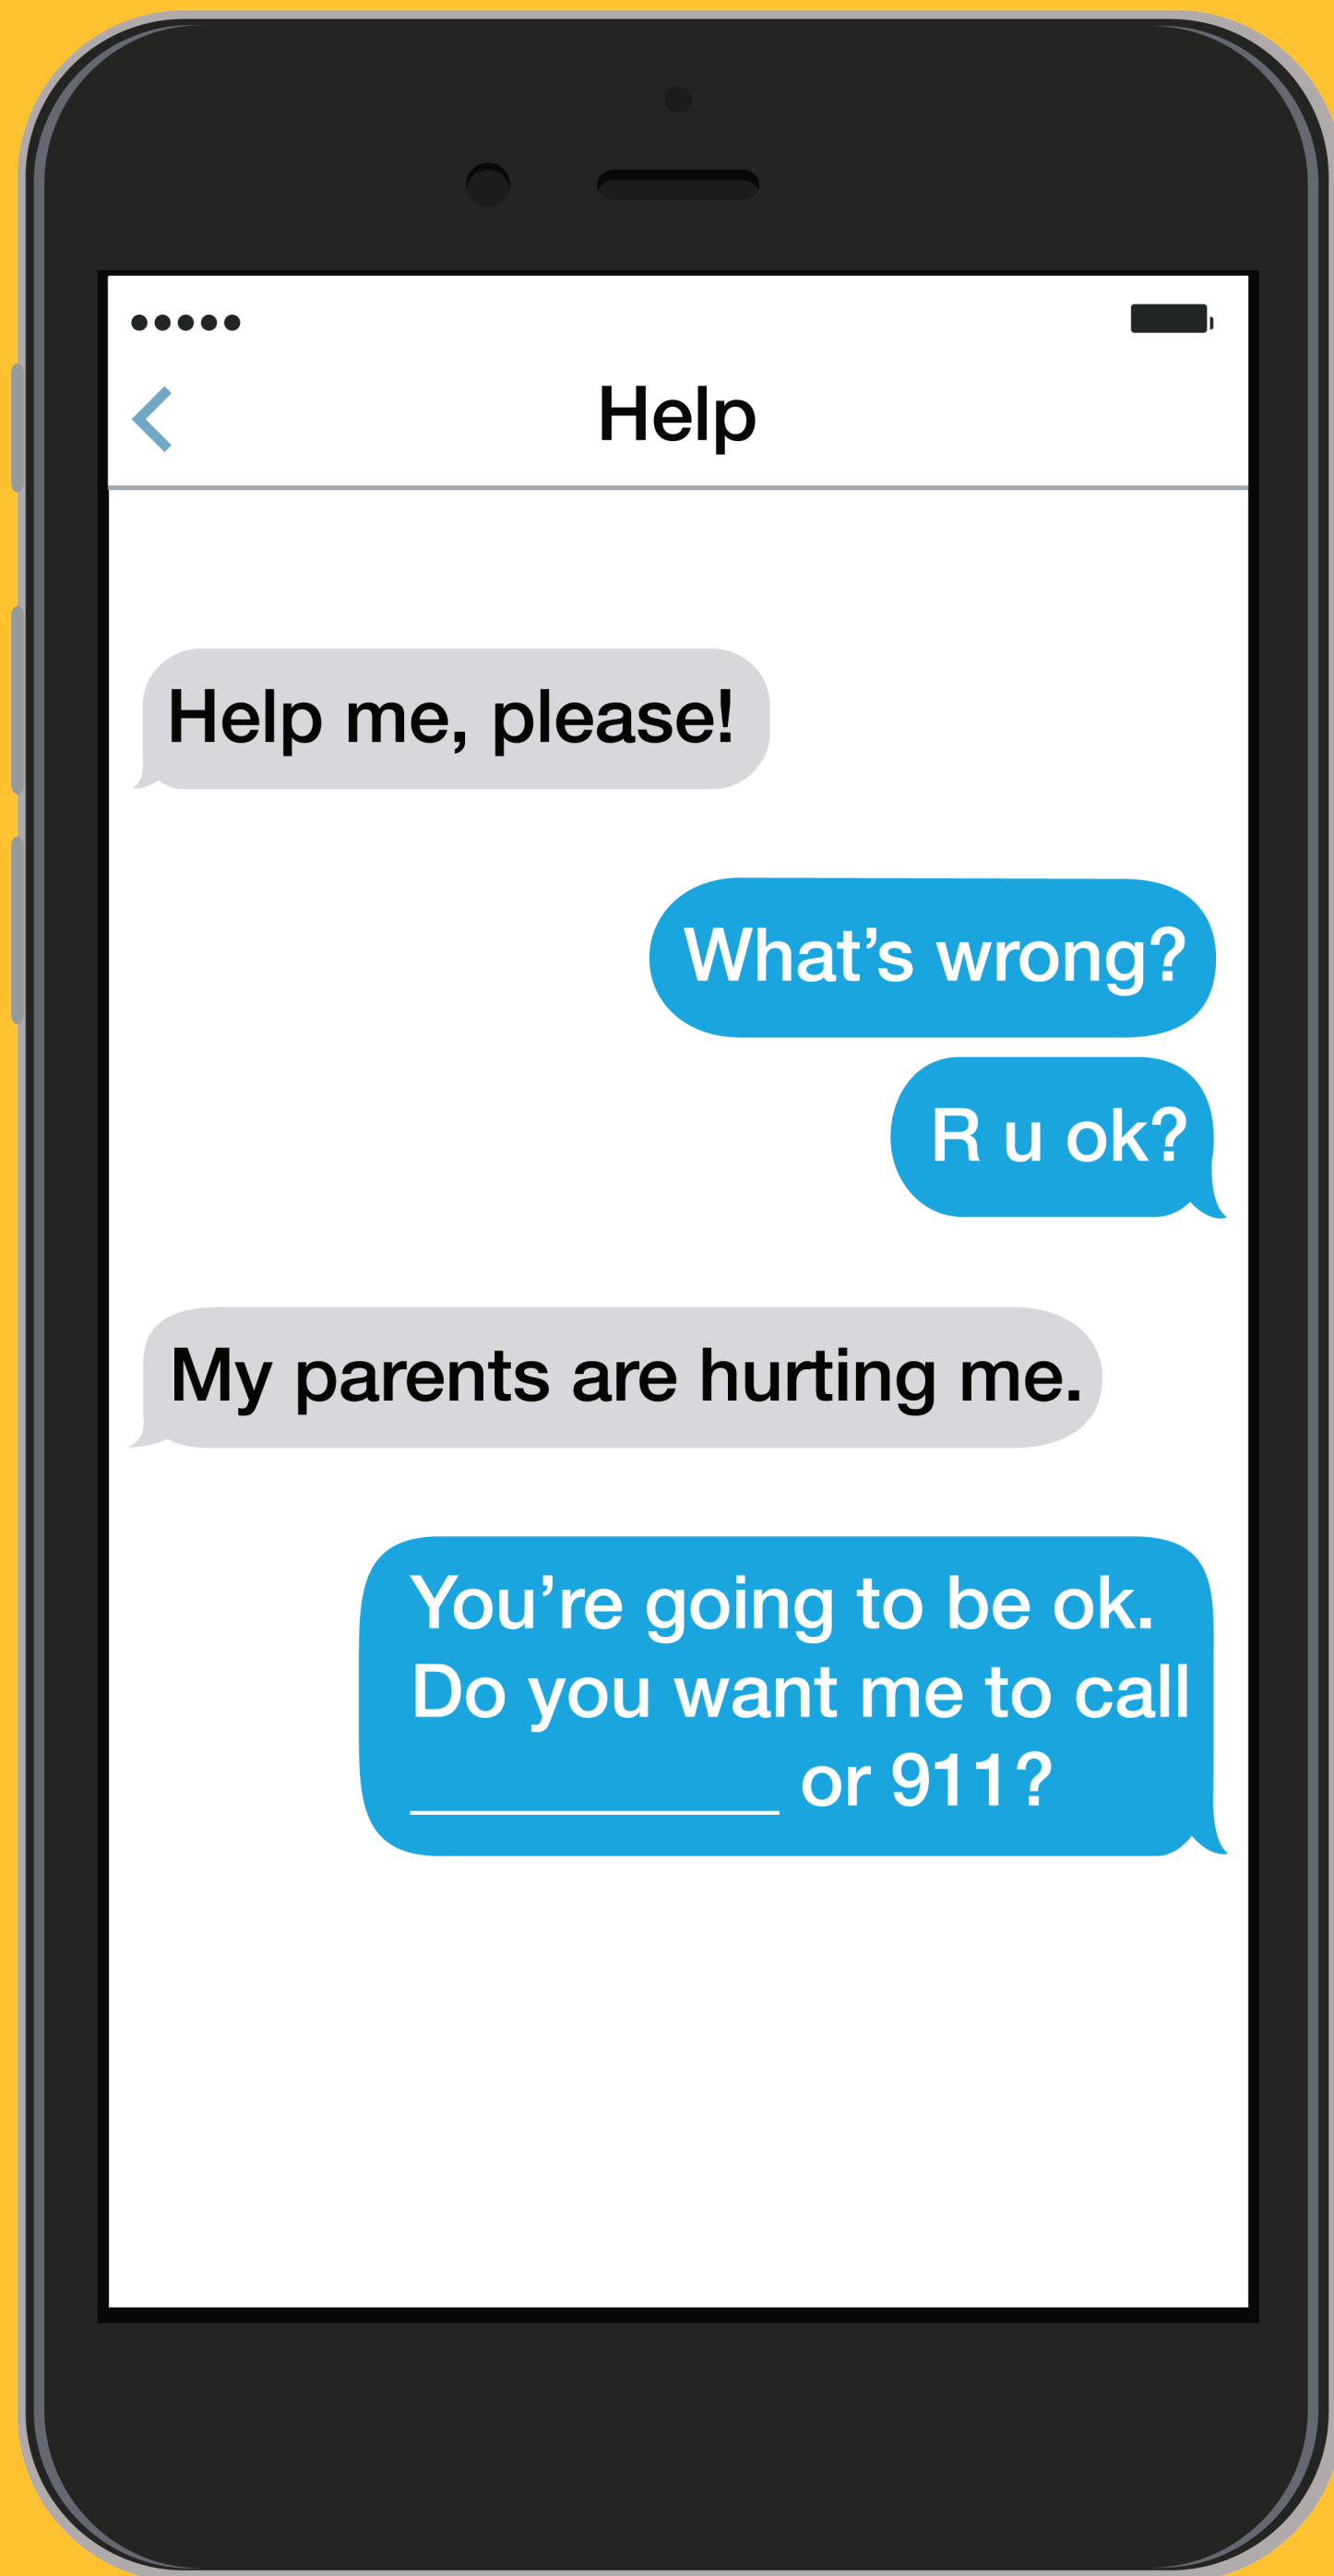 Help
Help me, please!
What’s wrong?
R u ok?
My parents are hurting me.
You’re going to be ok.
Do you want me to call
__________ or 911?